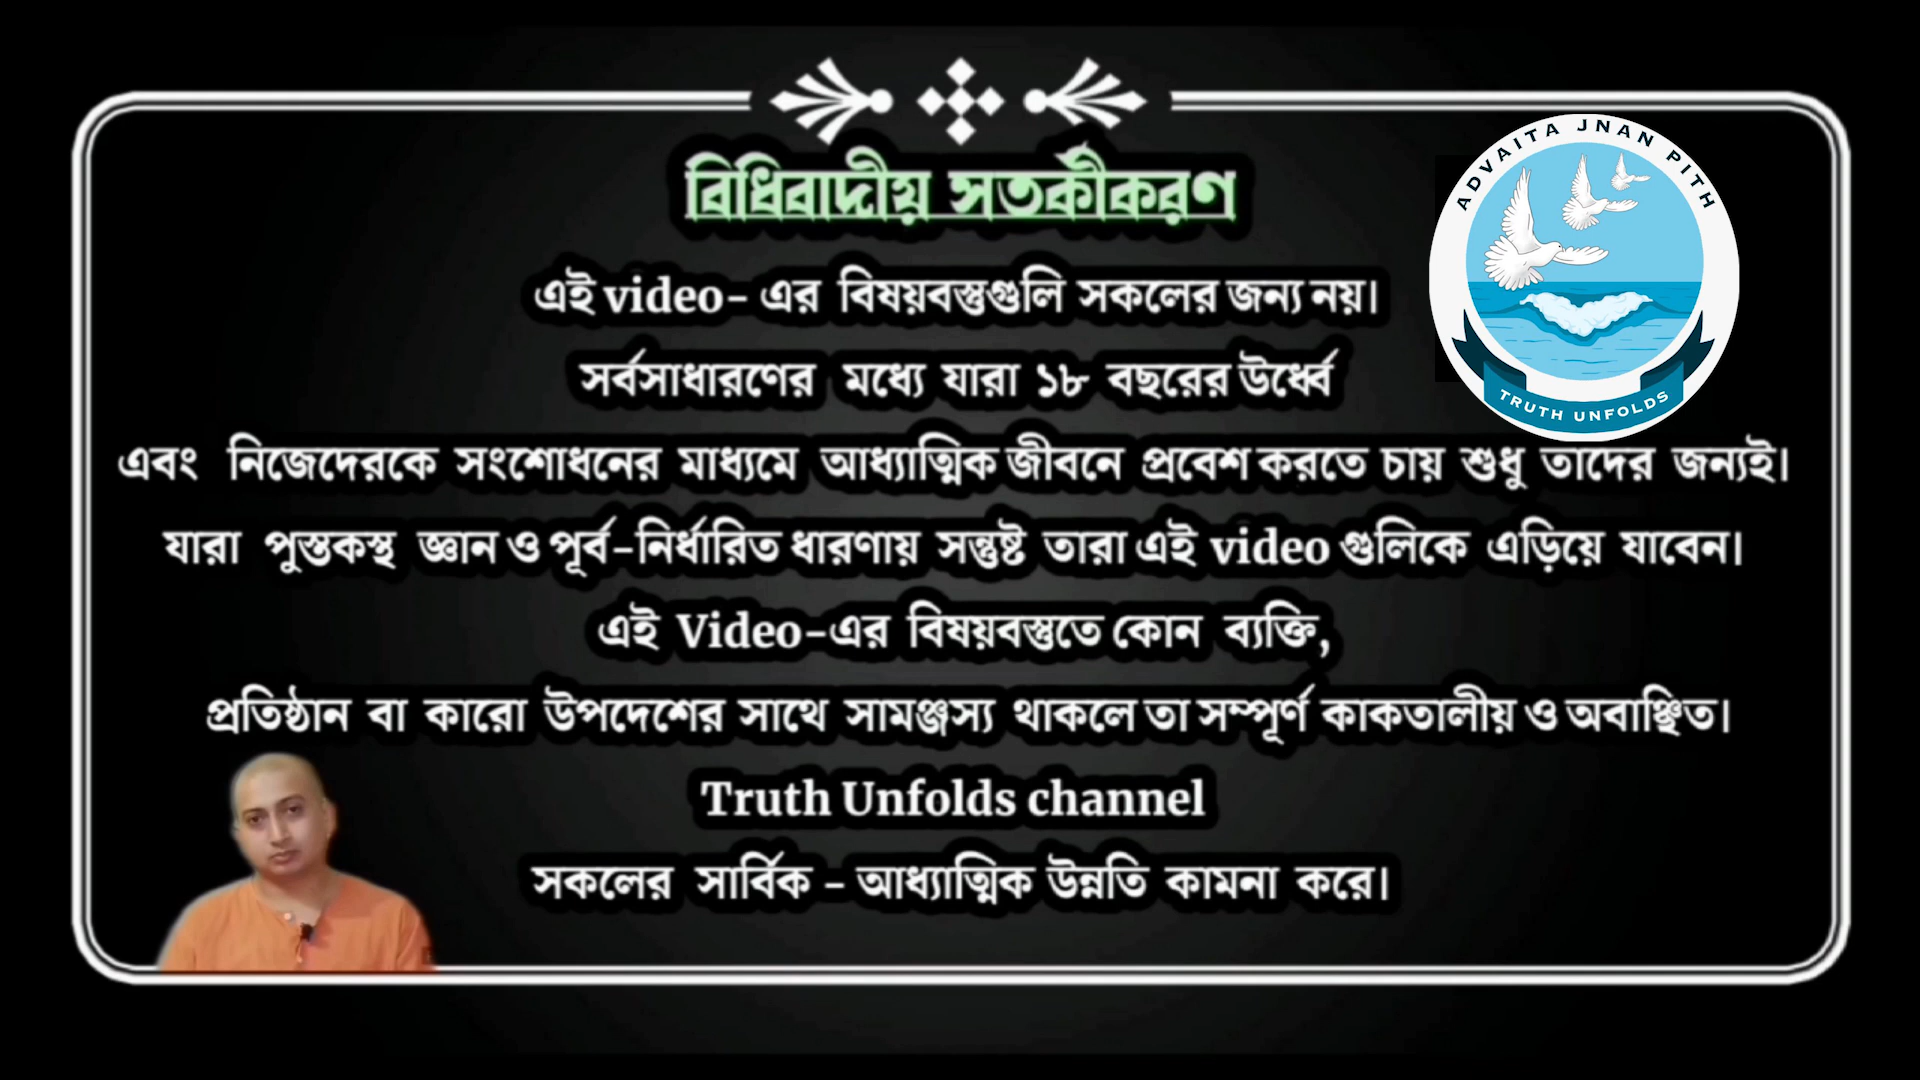 বিধিবাদীয় সতর্কীকরণ
ADVAITA JNAN PITH
TRUTH UNFOLDS
এই video- এর বিষয়বস্তুগুলি সকলের জন্য নয়।
সর্বসাধারণের মধ্যে যারা ১৮ বছরের উর্ধ্বে
এবং নিজেদেরকে সংশোধনের মাধ্যমে আধ্যাত্মিক জীবনে প্রবেশ করতে চায় শুধু তাদের জন্যই।
যারা পুস্তকস্থ জ্ঞান ও পূর্ব-নির্ধারিত ধারণায় সন্তুষ্ট তারা এই video গুলিকে এড়িয়ে যাবেন।
এই Video-এর বিষয়বস্তুতে কোন ব্যক্তি,
প্রতিষ্ঠান বা কারো উপদেশের সাথে সামঞ্জস্য থাকলে তা সম্পূর্ণ কাকতালীয় ও অবাঞ্ছিত।
Truth Unfolds channel
সকলের সার্বিক - আধ্যাত্মিক উন্নতি কামনা করে।